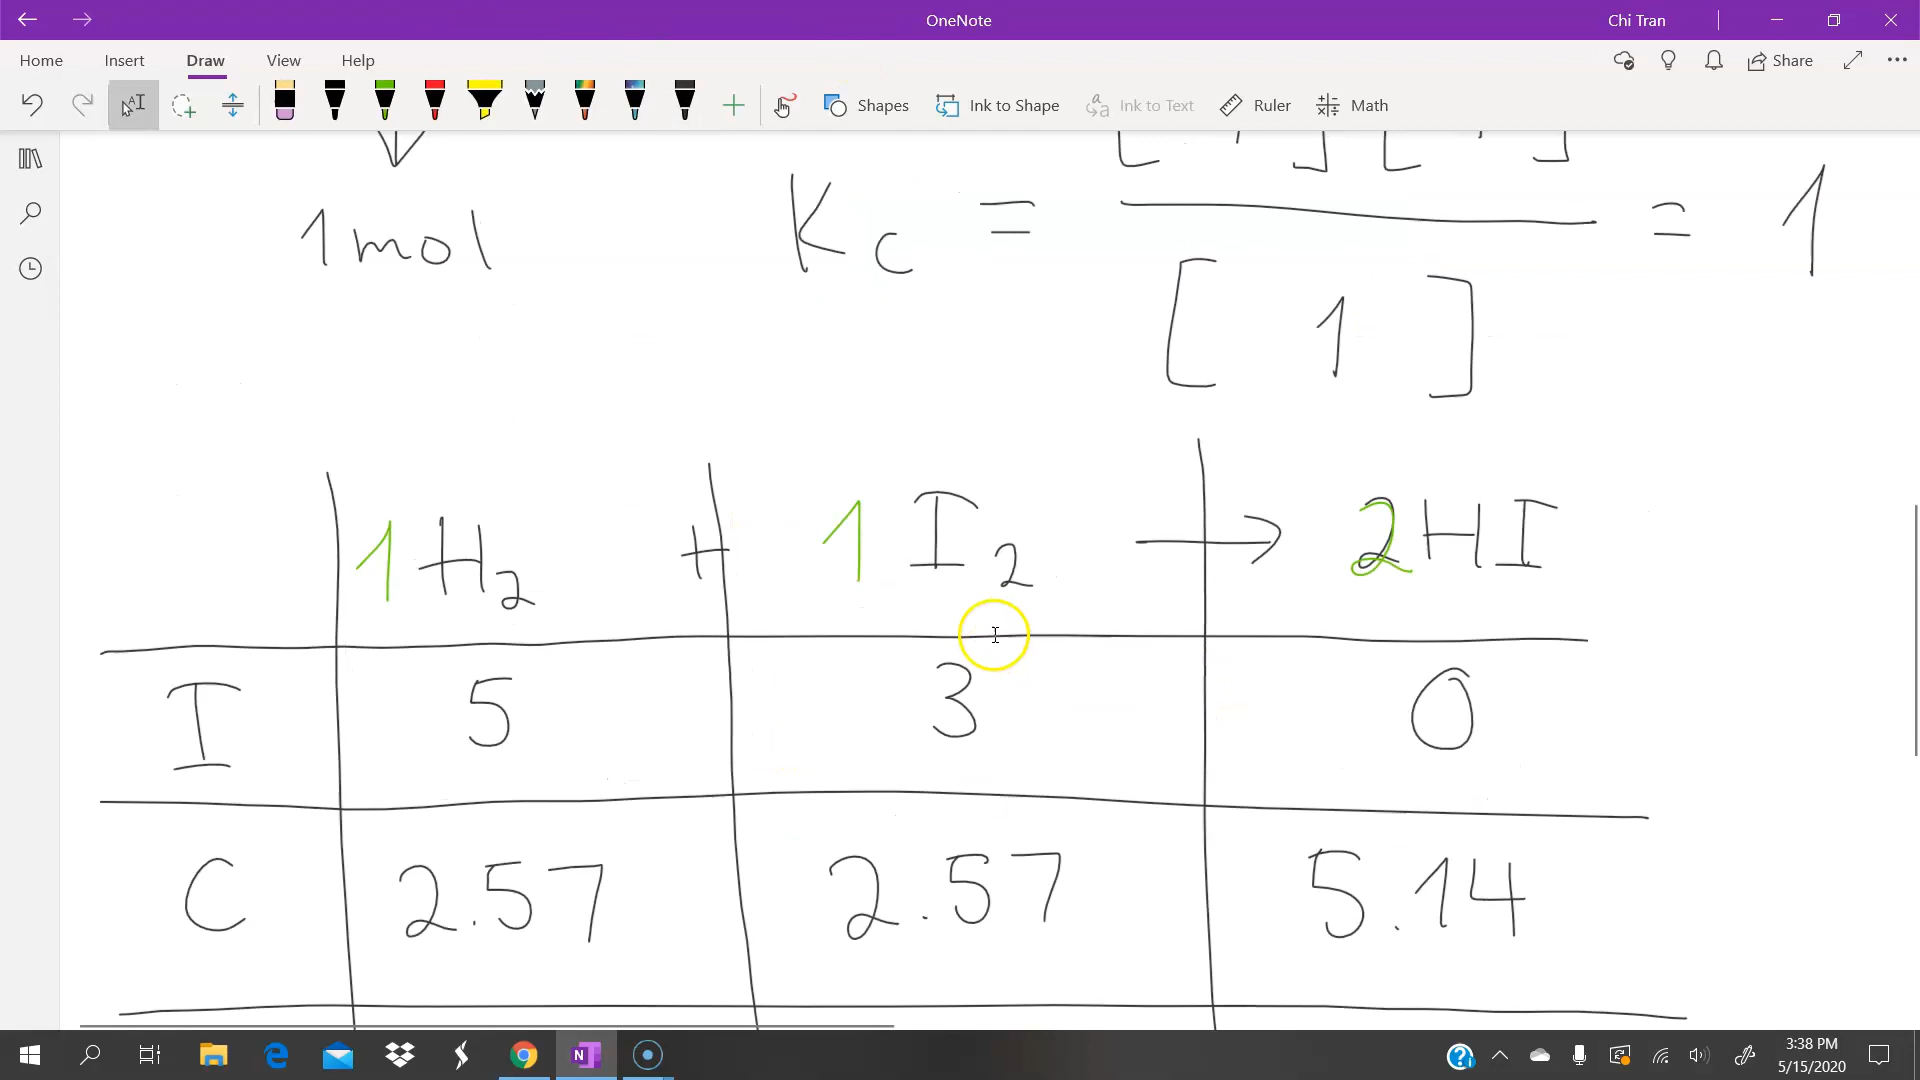 OneNote
Chi Tran
Home Insert Draw View Help
Share
Shapes
Ink to Shape
Ink to Text
Ruler
Math
1mol
Kc = = 1
[ 1 ]
1 H2 + 1 I2 → 2HI
I 5 3 0
C 2.57 2.57 5.14
3:38 PM
5/15/2020